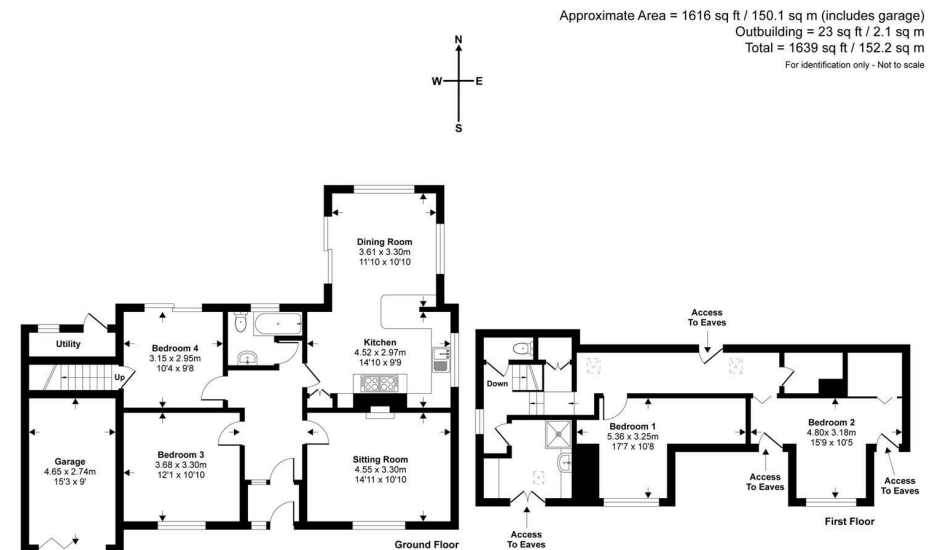 Approximate Area = 1616 sq ft / 150.1 sq m (includes garage)
Outbuilding = 23 sq ft / 2.1 sq m
Total = 1639 sq ft / 152.2 sq m
For identification only - Not to scale
N
W
E
S
Dining Room
3.61 x 3.30m
11'10 x 10'10
Utility
Up
Bedroom 4
3.15 x 2.95m
10'4 x 9'8
Kitchen
4.52 x 2.97m
14'10 x 9'9
Garage
4.65 x 2.74m
15'3 x 9'
Bedroom 3
3.68 x 3.30m
12'1 x 10'10
Sitting Room
4.55 x 3.30m
14'11 x 10'10
Ground Floor
Access
To Eaves
Down
Bedroom 1
5.36 x 3.25m
17'7 x 10'8
Bedroom 2
4.80x 3.18m
15'9 x 10'5
Access
To Eaves
Access
To Eaves
Access
To Eaves
First Floor